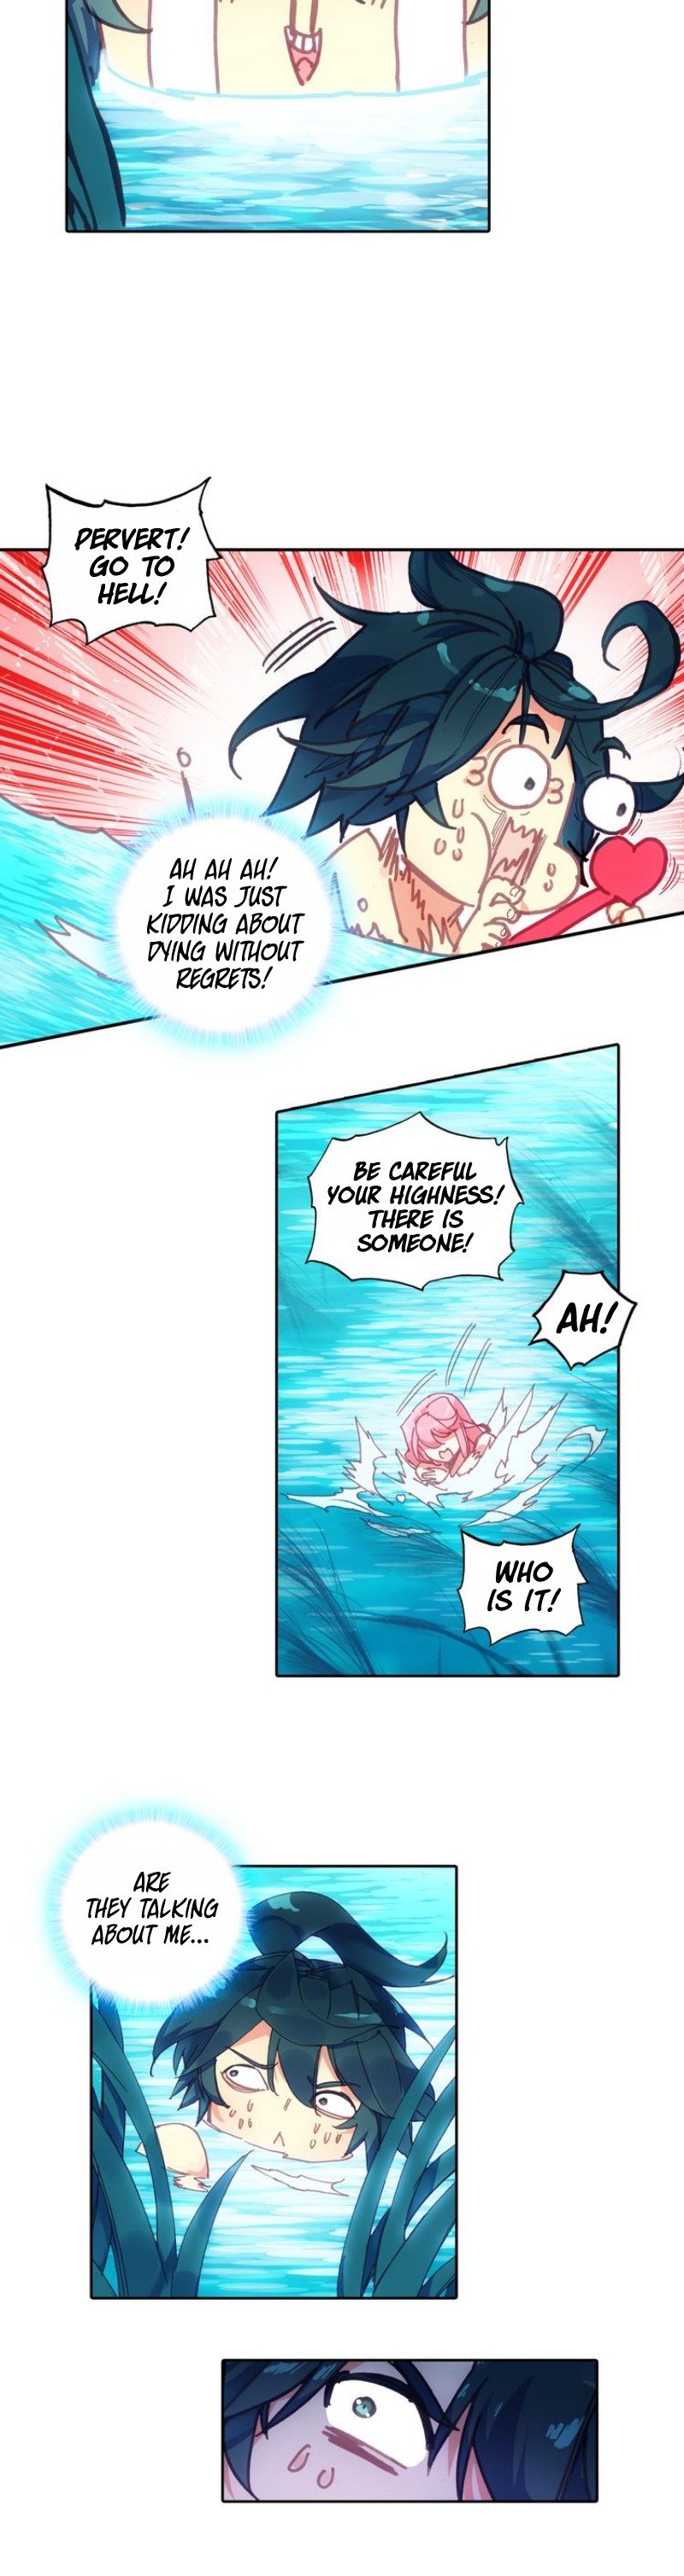 PERVERT!
GO TO
HELL!
AH AH AH!
I WAS JUST
KIDDING ABOUT
DYING WITHOUT
REGRETS!
BE CAREFUL
YOUR HIGHNESS!
THERE IS
SOMEONE!
AH!
WHO
IS IT!
ARE
THEY TALKING
ABOUT ME...